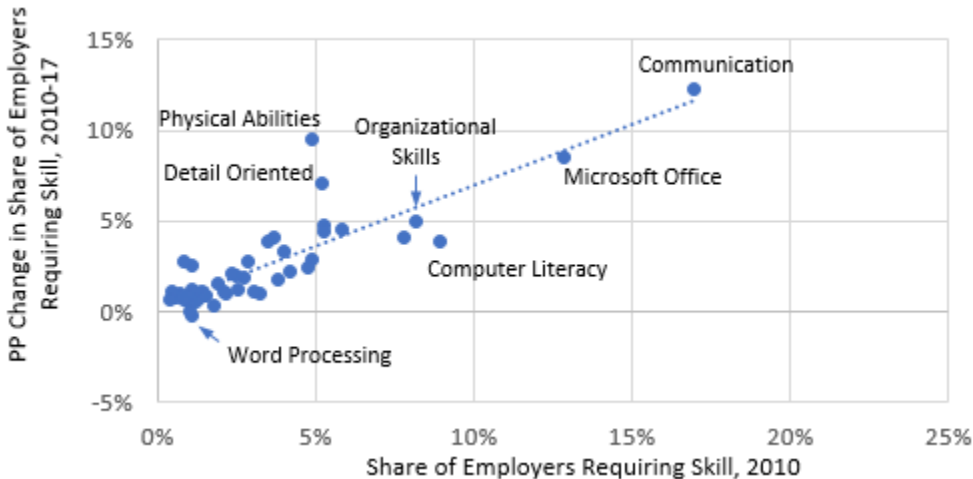 PP Change in Share of Employers
Requiring Skill, 2010-17
15%
10%
5%
0%
-5%
Communication
Physical Abilities
Organizational
Skills
Detail Oriented
Microsoft Office
Computer Literacy
Word Processing
0%
5%
10%
15%
20%
25%
Share of Employers Requiring Skill, 2010